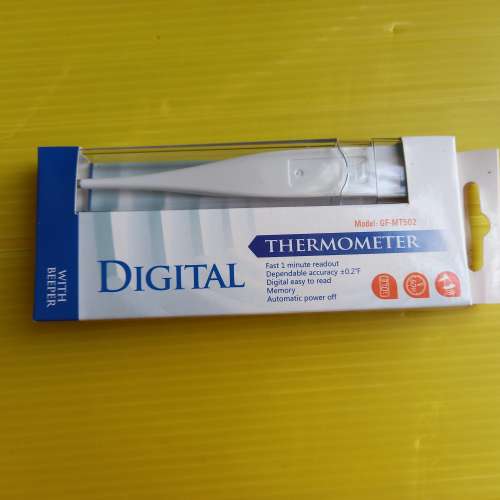 Model: GF-MT502
THERMOMETER
DIGITAL
Fast 1 minute readout
Dependable accuracy ±0.2°F
Digital easy to read
Memory
Automatic power off
WITH
BEEPER